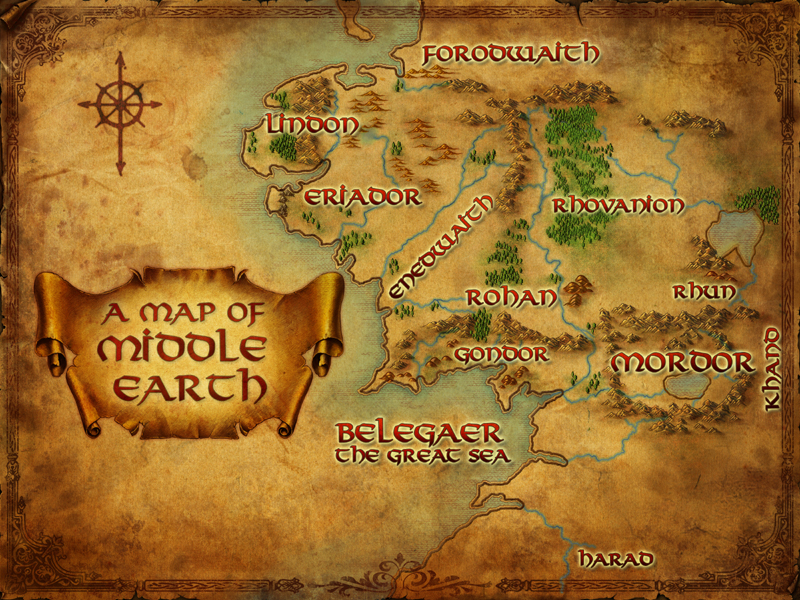 FORODWAITH
LINDON
ERIADOR
RHOVANION
ENEDWAITH
ROHAN
RHUN
A MAP OF
MIDDLE
EARTH
GONDOR
MORDOR
KHAND
BELEGAER
THE GREAT SEA
HARAD